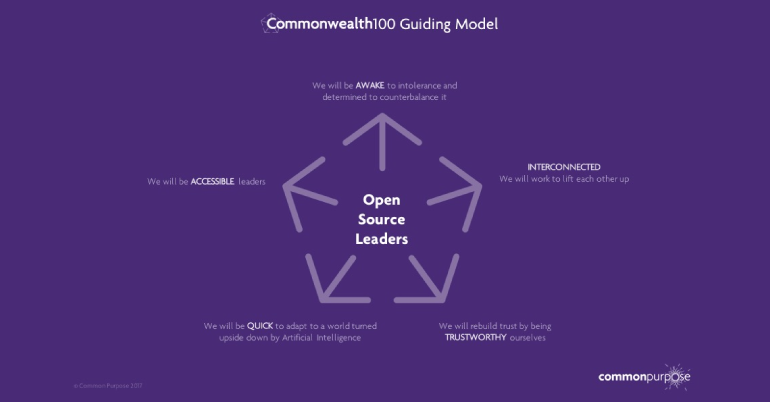 Commonwealth100 Guiding Model
We will be AWAKE to intolerance and
determined to counterbalance it
INTERCONNECTED
We will work to lift each other up
We will be ACCESSIBLE leaders
Open
Source
Leaders
We will be QUICK to adapt to a world turned
upside down by Artificial Intelligence
We will rebuild trust by being
TRUSTWORTHY ourselves
commonpurpose
© Common Purpose 2017